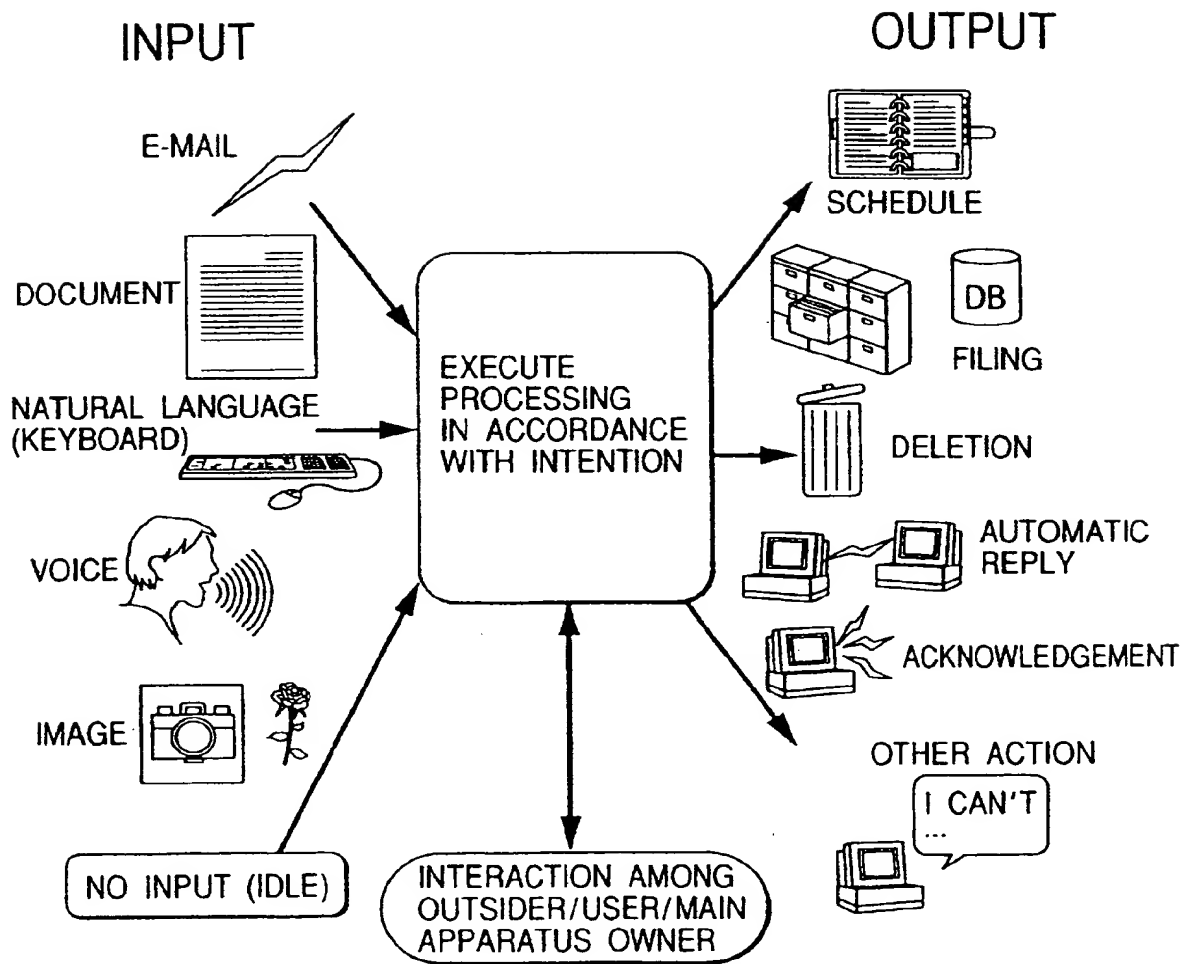 INPUT
E-MAIL
DOCUMENT
NATURAL LANGUAGE
(KEYBOARD)
VOICE
IMAGE
NO INPUT (IDLE)
EXECUTE
PROCESSING
IN ACCORDANCE
WITH INTENTION
INTERACTION AMONG
OUTSIDER/USER/MAIN
APPARATUS OWNER
OUTPUT
SCHEDULE
DB
FILING
DELETION
AUTOMATIC
REPLY
ACKNOWLEDGEMENT
OTHER ACTION
I CAN'T
...